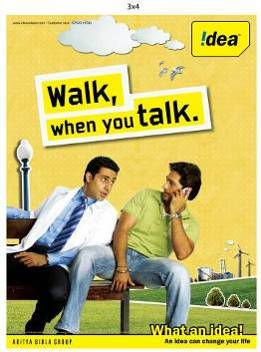 3x4
!dea
Walk,
when you talk.
What an idea!
An idea can change your life
ADITYA BIRLA GROUP